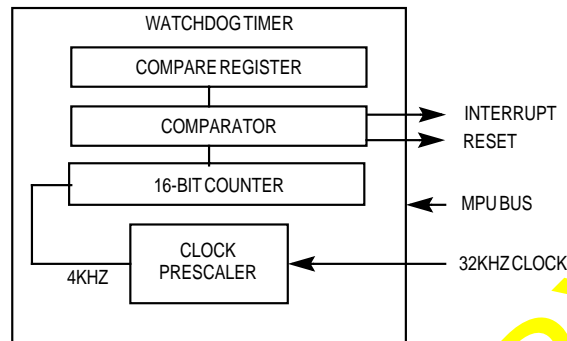 WATCHDOG TIMER
COMPARE REGISTER
COMPARATOR
INTERRUPT
RESET
16-BIT COUNTER
MPU BUS
CLOCK
PRESCALER
4KHZ
32KHZ CLOCK